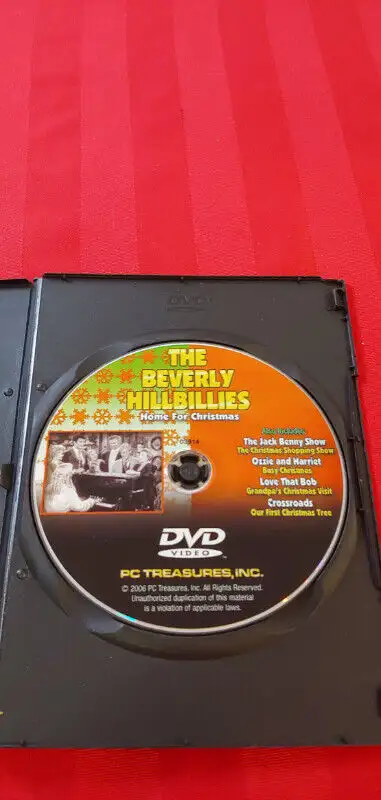 DVD
THE
BEVERLY
HILLBILLIES
Home For Christmas
Also Includes
The Jack Benny Show
The Christmas Shopping Show
Ozzie and Harriet
Busy Christmas
Love That Bob
Grandpa's Christmas Visit
Crossroads
Our First Christmas Tree
DVD
VIDEO
PC TREASURES, INC.
© 2006 PC Treasures, Inc. All Rights Reserved.
Unauthorized duplication of this material
is a violation of applicable laws.